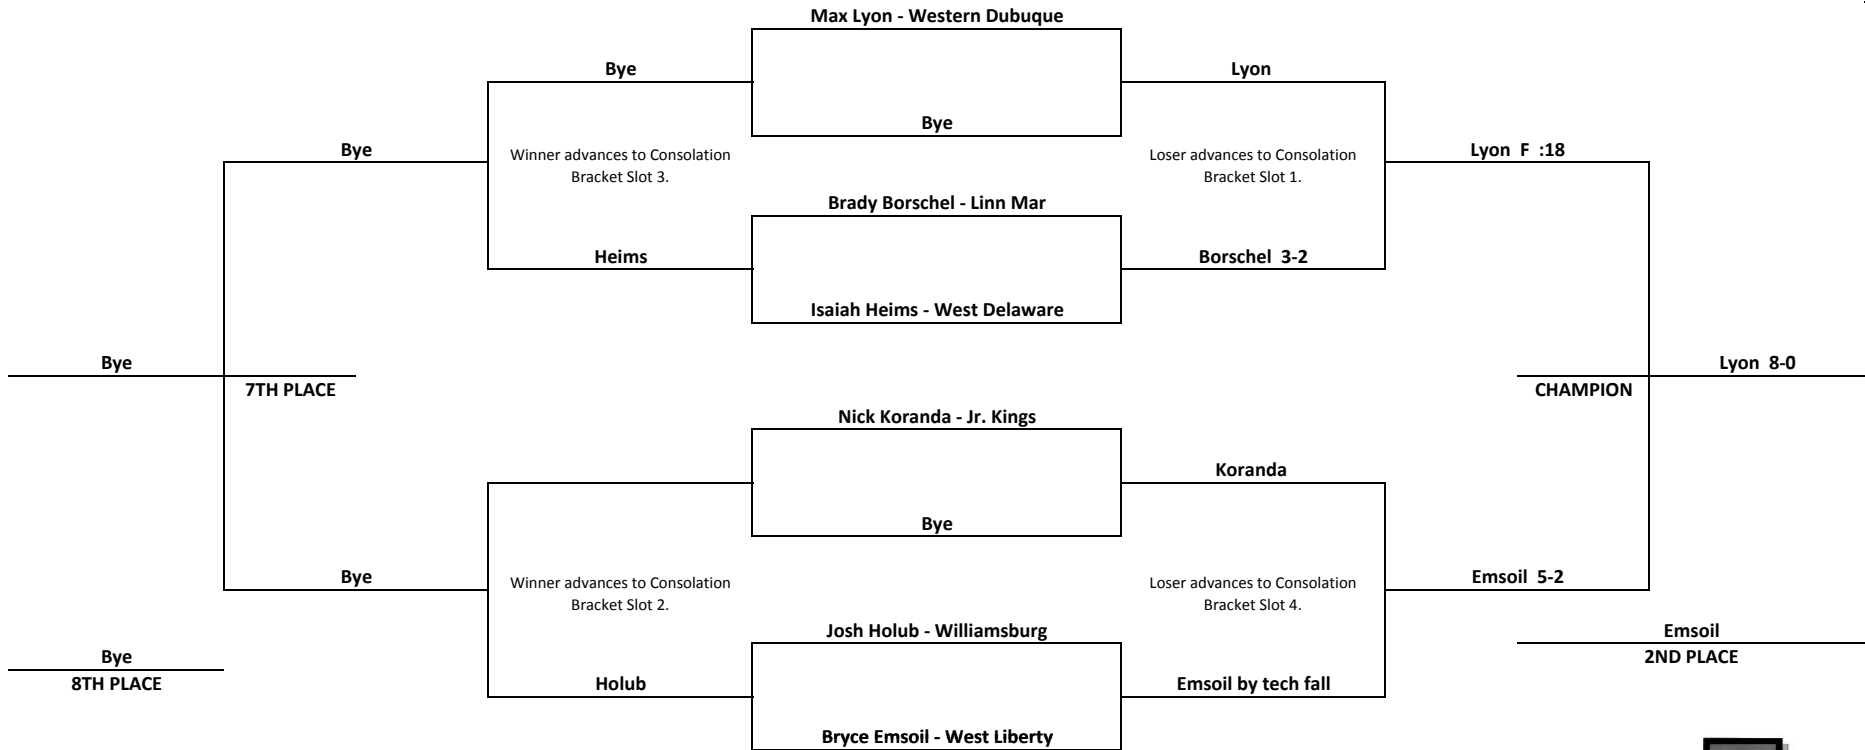 Max Lyon - Western Dubuque
Bye
Lyon
Bye
Bye
Winner advances to Consolation
Bracket Slot 3.
Loser advances to Consolation
Bracket Slot 1.
Lyon F :18
Brady Borschel - Linn Mar
Heims
Borschel 3-2
Isaiah Heims - West Delaware
Bye
7TH PLACE
Lyon 8-0
CHAMPION
Nick Koranda - Jr. Kings
Koranda
Bye
Bye
Winner advances to Consolation
Bracket Slot 2.
Loser advances to Consolation
Bracket Slot 4.
Emsoil 5-2
Josh Holub - Williamsburg
Emsoil
2ND PLACE
Bye
8TH PLACE
Holub
Emsoil by tech fall
Bryce Emsoil - West Liberty